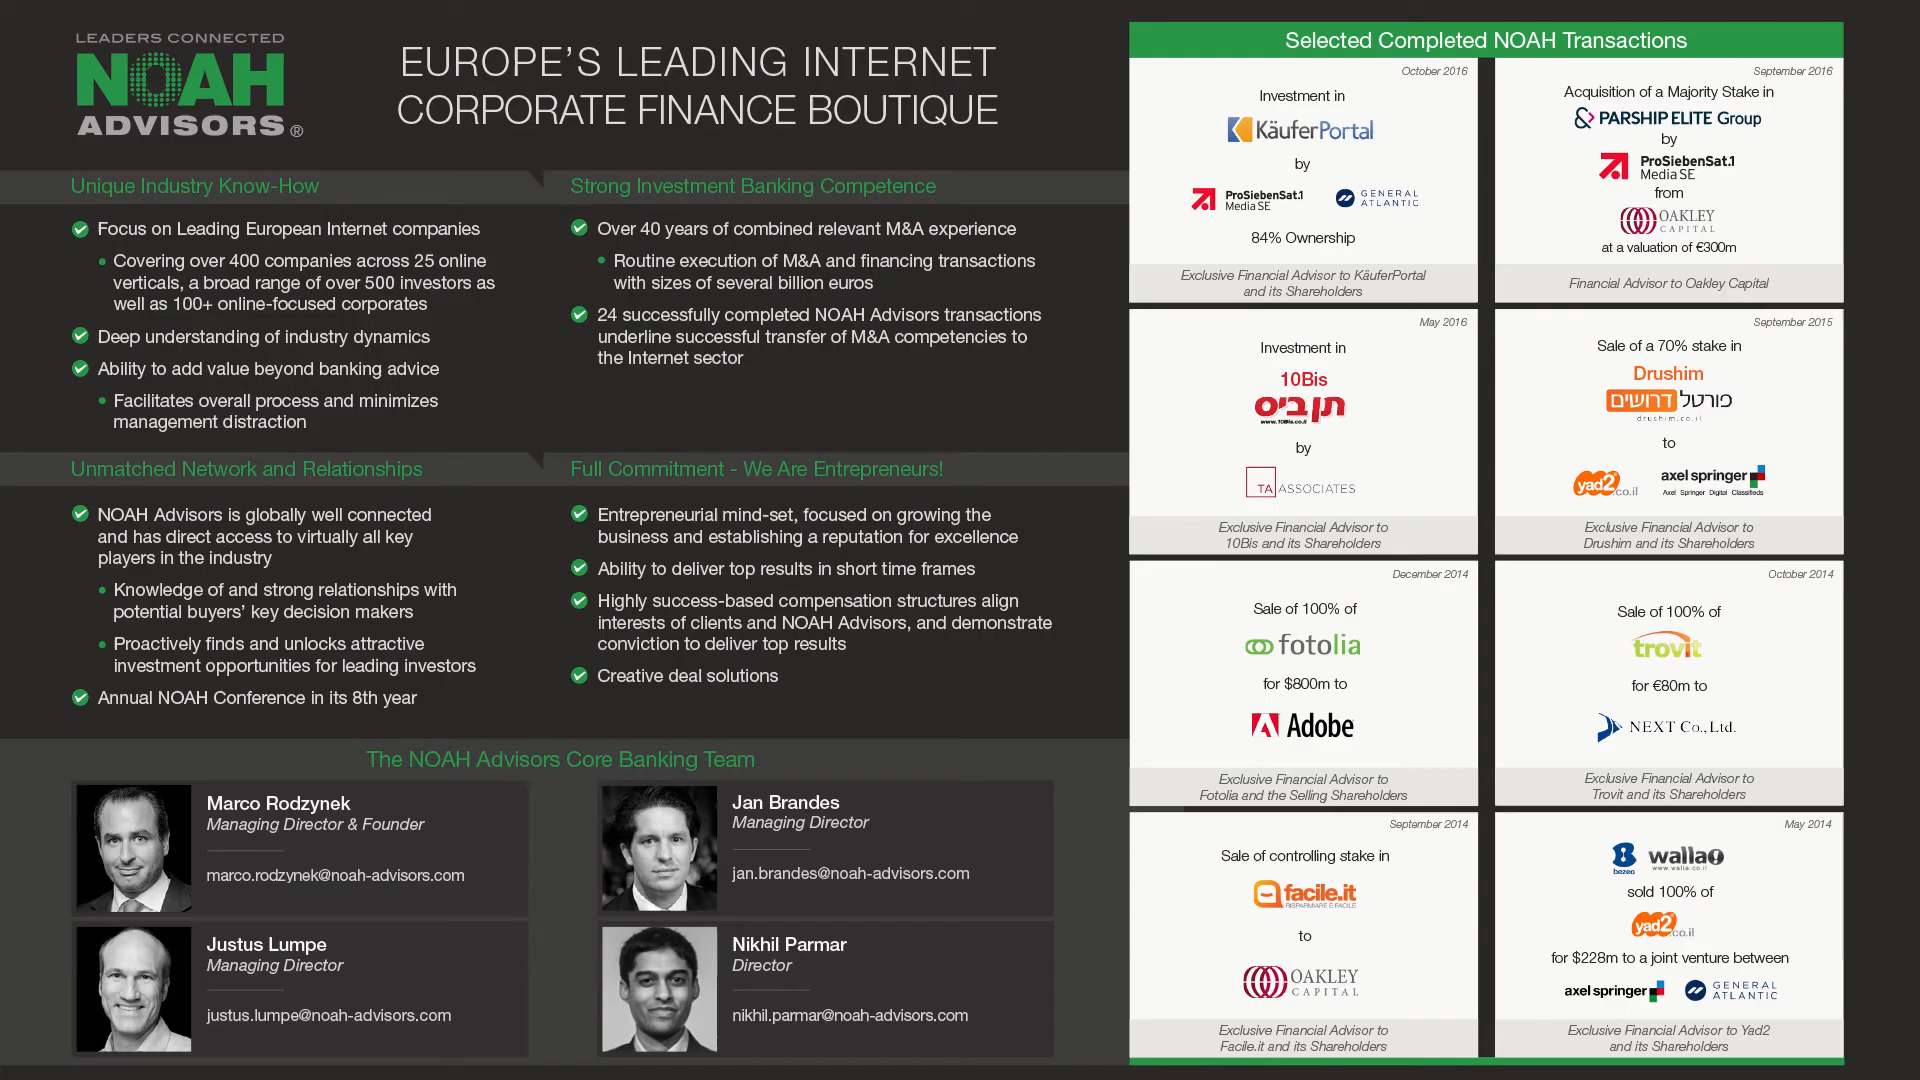 LEADERS CONNECTED
NOAH
ADVISORS ®
EUROPE'S LEADING INTERNET
CORPORATE FINANCE BOUTIQUE
Unique Industry Know-How
Focus on Leading European Internet companies
• Covering over 400 companies across 25 online
verticals, a broad range of over 500 investors as
well as 100+ online-focused corporates
Deep understanding of industry dynamics
Ability to add value beyond banking advice
• Facilitates overall process and minimizes
management distraction
Strong Investment Banking Competence
Over 40 years of combined relevant M&A experience
• Routine execution of M&A and financing transactions
with sizes of several billion euros
24 successfully completed NOAH Advisors transactions
underline successful transfer of M&A competencies to
the Internet sector
Unmatched Network and Relationships
NOAH Advisors is globally well connected
and has direct access to virtually all key
players in the industry
• Knowledge of and strong relationships with
potential buyers' key decision makers
• Proactively finds and unlocks attractive
investment opportunities for leading investors
Annual NOAH Conference in its 8th year
Full Commitment - We Are Entrepreneurs!
Entrepreneurial mind-set, focused on growing the
business and establishing a reputation for excellence
Ability to deliver top results in short time frames
Highly success-based compensation structures align
interests of clients and NOAH Advisors, and demonstrate
conviction to deliver top results
Creative deal solutions
The NOAH Advisors Core Banking Team
Marco Rodzynek
Managing Director & Founder
marco.rodzynek@noah-advisors.com
Jan Brandes
Managing Director
jan.brandes@noah-advisors.com
Justus Lumpe
Managing Director
justus.lumpe@noah-advisors.com
Nikhil Parmar
Director
nikhil.parmar@noah-advisors.com
Selected Completed NOAH Transactions
October 2016
Investment in
KäuferPortal
by
ProSiebenSat.1
Media SE
GENERAL
ATLANTIC
84% Ownership
Exclusive Financial Advisor to KäuferPortal
and its Shareholders
September 2016
Acquisition of a Majority Stake in
PARSHIP ELITE Group
by
ProSiebenSat.1
Media SE
from
OAKLEY
CAPITAL
at a valuation of €300m
Financial Advisor to Oakley Capital
May 2016
Investment in
10Bis
תן ביס
www.10Bis.co.il
by
TA ASSOCIATES
Exclusive Financial Advisor to
10Bis and its Shareholders
September 2015
Sale of a 70% stake in
Drushim
פורטל דרושים
drushim.co.il
to
yad2.co.il
axel springer
Axel Springer Digital Classifieds
Exclusive Financial Advisor to
Drushim and its Shareholders
December 2014
Sale of 100% of
fotolia
for $800m to
Adobe
Exclusive Financial Advisor to
Fotolia and the Selling Shareholders
October 2014
Sale of 100% of
trovit
for €80m to
NEXT Co., Ltd.
Exclusive Financial Advisor to
Trovit and its Shareholders
September 2014
Sale of controlling stake in
facile.it
RISPARMIARE È FACILE
to
OAKLEY
CAPITAL
Exclusive Financial Advisor to
Facile.it and its Shareholders
May 2014
bezeq
walla!
www.walla.co.il
sold 100% of
yad2.co.il
for $228m to a joint venture between
axel springer
GENERAL
ATLANTIC
Exclusive Financial Advisor to Yad2
and its Shareholders